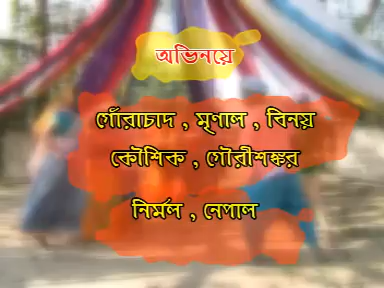 অভিনয়ে
গোঁরাচাদ , মৃণাল , বিনয়
কৌশিক , গৌরীশঙ্কর
নির্মল , নেপাল